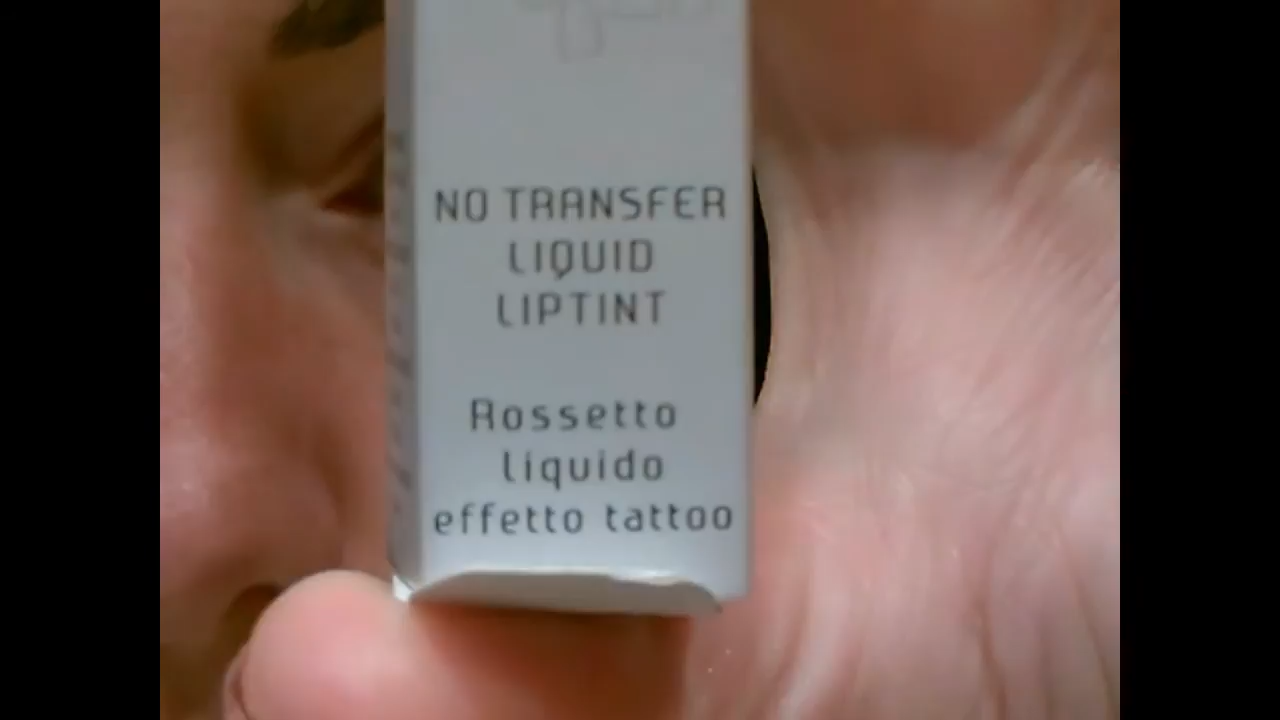 NO TRANSFER
LIQUID
LIPTINT
Rossetto
liquido
effetto tattoo